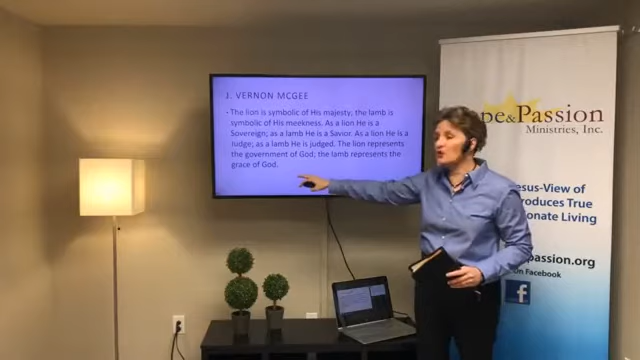 J. VERNON MCGEE
- The lion is symbolic of His majesty, the lamb is
symbolic of His meekness. As a lion He is a
Sovereign; as a lamb He is a Savior. As a lion He is a
Judge; as a lamb He is judged. The lion represents
the government of God; the lamb represents the
grace of God.
pe&Passion
Ministries, Inc.
esus-View of
roduces True
onate Living
passion.org
On Facebook
f